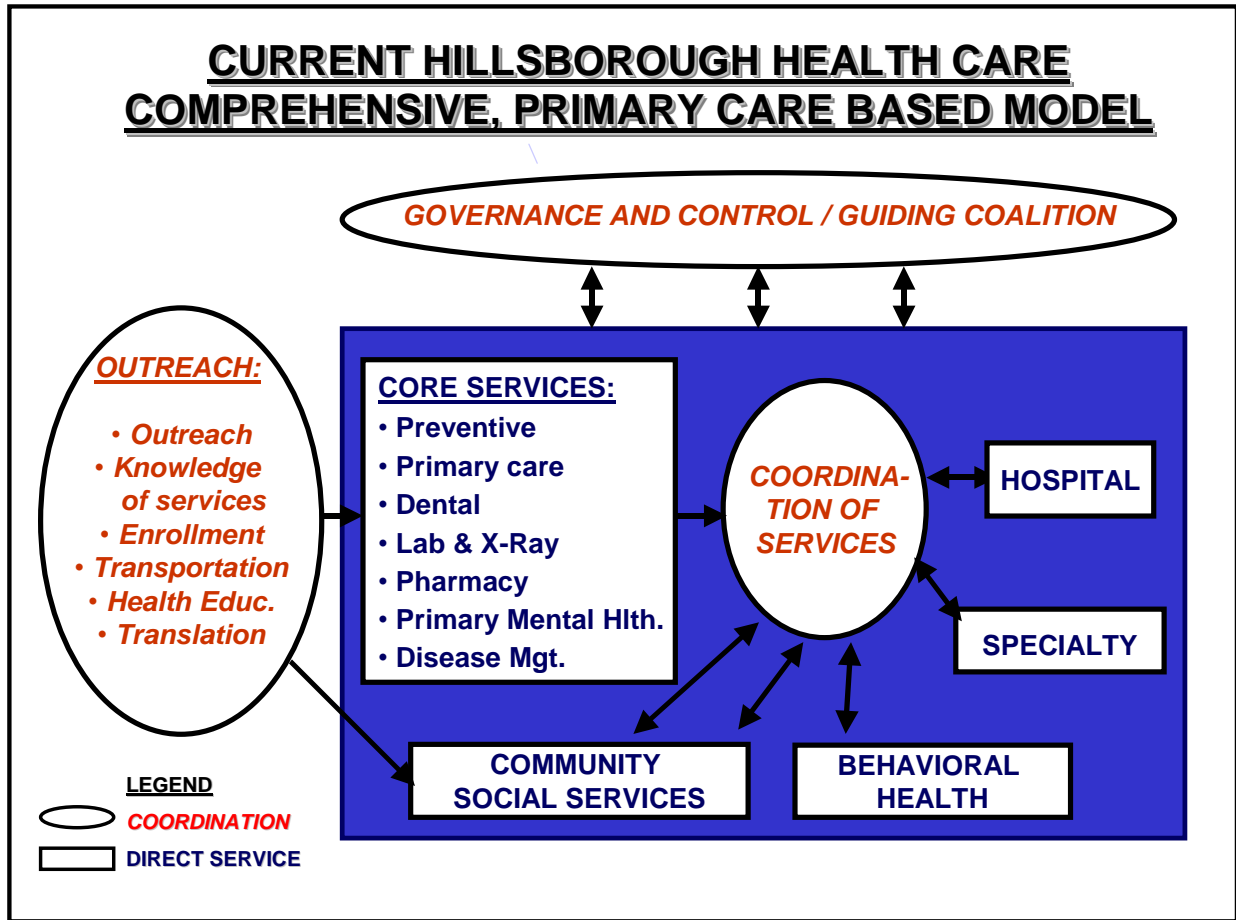 CURRENT HILLSBOROUGH HEALTH CARE
COMPREHENSIVE, PRIMARY CARE BASED MODEL
GOVERNANCE AND CONTROL / GUIDING COALITION
OUTREACH:
• Outreach
• Knowledge
of services
• Enrollment
• Transportation
• Health Educ.
• Translation
CORE SERVICES:
• Preventive
• Primary care
• Dental
• Lab & X-Ray
• Pharmacy
• Primary Mental Hlth.
• Disease Mgt.
COORDINA-
TION OF
SERVICES
HOSPITAL
SPECIALTY
COMMUNITY
SOCIAL SERVICES
BEHAVIORAL
HEALTH
LEGEND
COORDINATION
DIRECT SERVICE